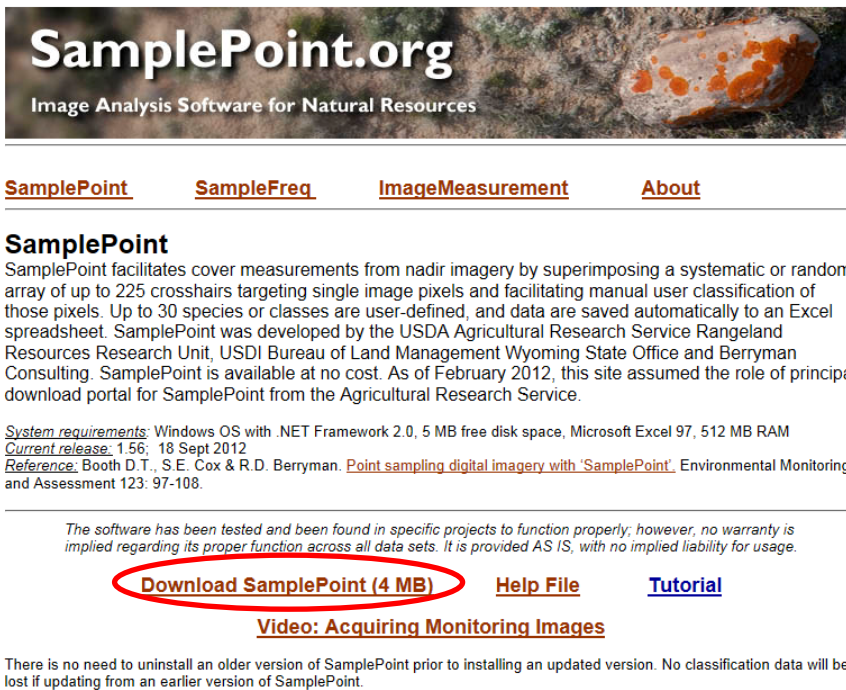 SamplePoint.org
Image Analysis Software for Natural Resources
SamplePoint SampleFreq ImageMeasurement About
SamplePoint
SamplePoint facilitates cover measurements from nadir imagery by superimposing a systematic or random
array of up to 225 crosshairs targeting single image pixels and facilitating manual user classification of
those pixels. Up to 30 species or classes are user-defined, and data are saved automatically to an Excel
spreadsheet. SamplePoint was developed by the USDA Agricultural Research Service Rangeland
Resources Research Unit, USDI Bureau of Land Management Wyoming State Office and Berryman
Consulting. SamplePoint is available at no cost. As of February 2012, this site assumed the role of principa
download portal for SamplePoint from the Agricultural Research Service.
System requirements: Windows OS with .NET Framework 2.0, 5 MB free disk space, Microsoft Excel 97, 512 MB RAM
Current release: 1.56; 18 Sept 2012
Reference: Booth D.T., S.E. Cox & R.D. Berryman. Point sampling digital imagery with ‘SamplePoint’. Environmental Monitoring
and Assessment 123: 97-108.
The software has been tested and been found in specific projects to function properly; however, no warranty is
implied regarding its proper function across all data sets. It is provided AS IS, with no implied liability for usage.
Download SamplePoint (4 MB) Help File Tutorial
Video: Acquiring Monitoring Images
There is no need to uninstall an older version of SamplePoint prior to installing an updated version. No classification data will be
lost if updating from an earlier version of SamplePoint.